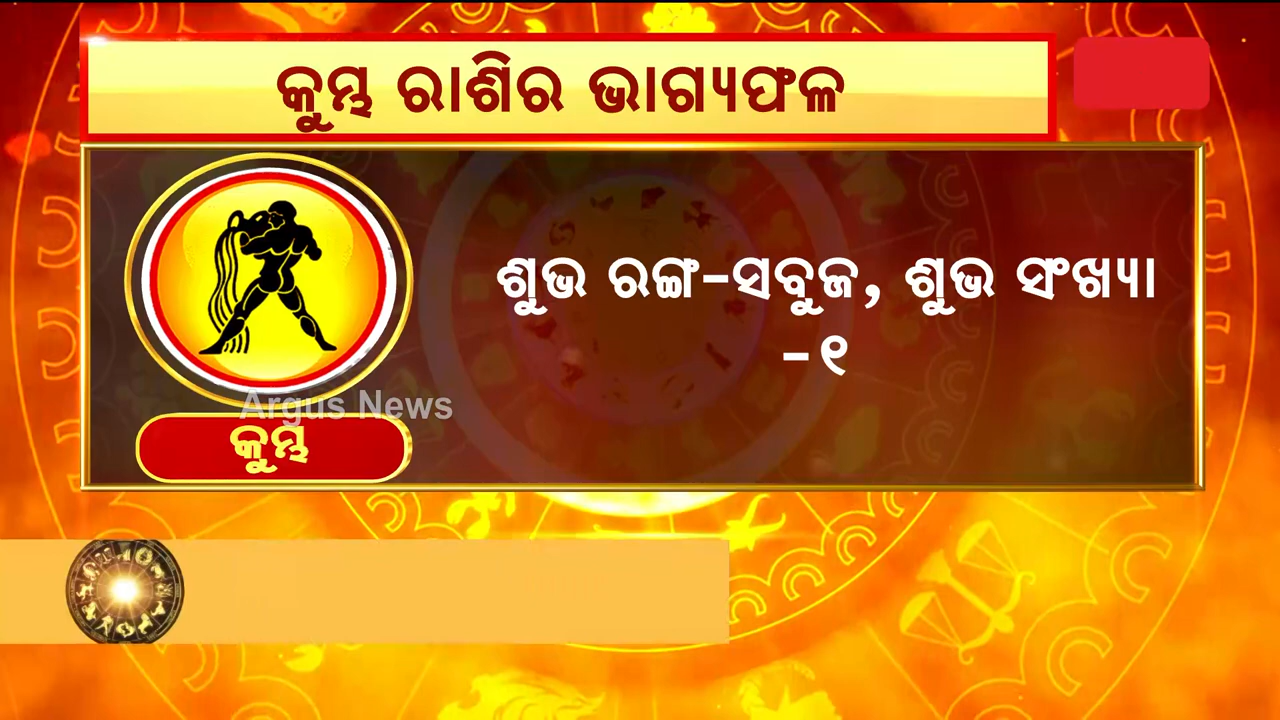 କୁମ୍ଭ ରାଶିର ଭାଗ୍ୟଫଳ
ଶୁଭ ରଙ୍ଗ-ସବୁଜ, ଶୁଭ ସଂଖ୍ୟା
-୧
Argus News
କୁମ୍ଭ